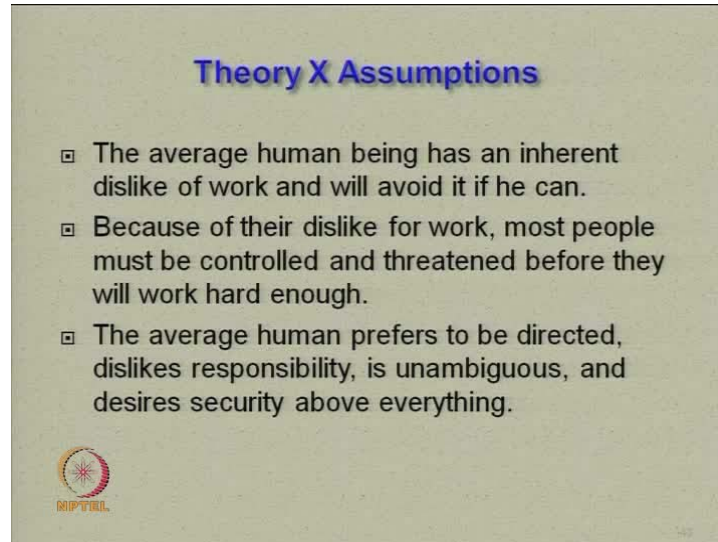 Theory X Assumptions
The average human being has an inherent
dislike of work and will avoid it if he can.
Because of their dislike for work, most people
must be controlled and threatened before they
will work hard enough.
The average human prefers to be directed,
dislikes responsibility, is unambiguous, and
desires security above everything.
NPTEL